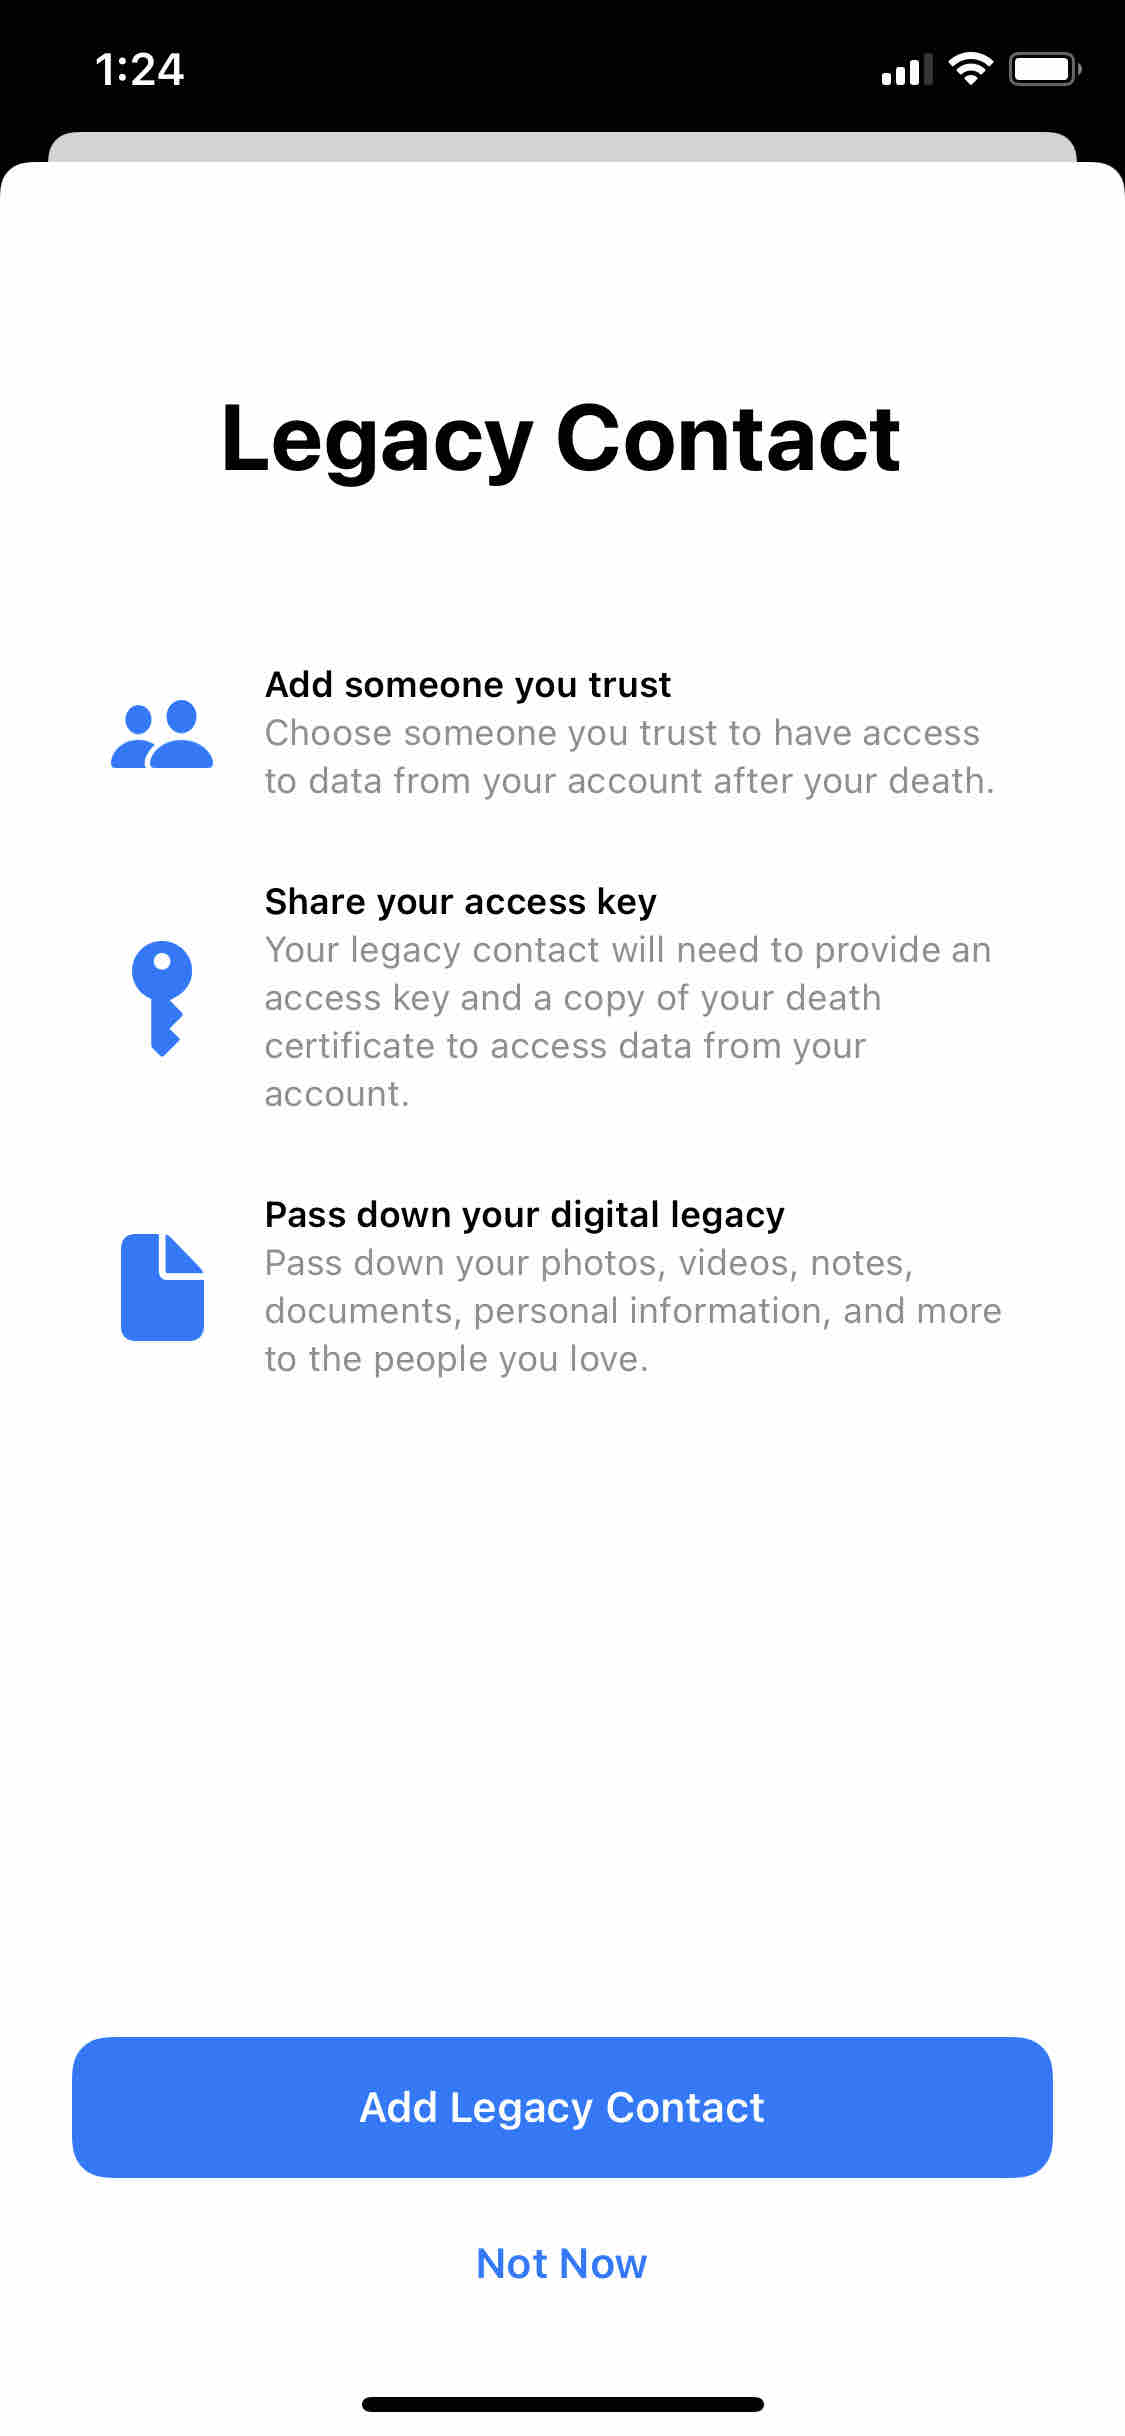 1:24
Legacy Contact
Add someone you trust
Choose someone you trust to have access
to data from your account after your death.
Share your access key
Your legacy contact will need to provide an
access key and a copy of your death
certificate to access data from your
account.
Pass down your digital legacy
Pass down your photos, videos, notes,
documents, personal information, and more
to the people you love.
Add Legacy Contact
Not Now